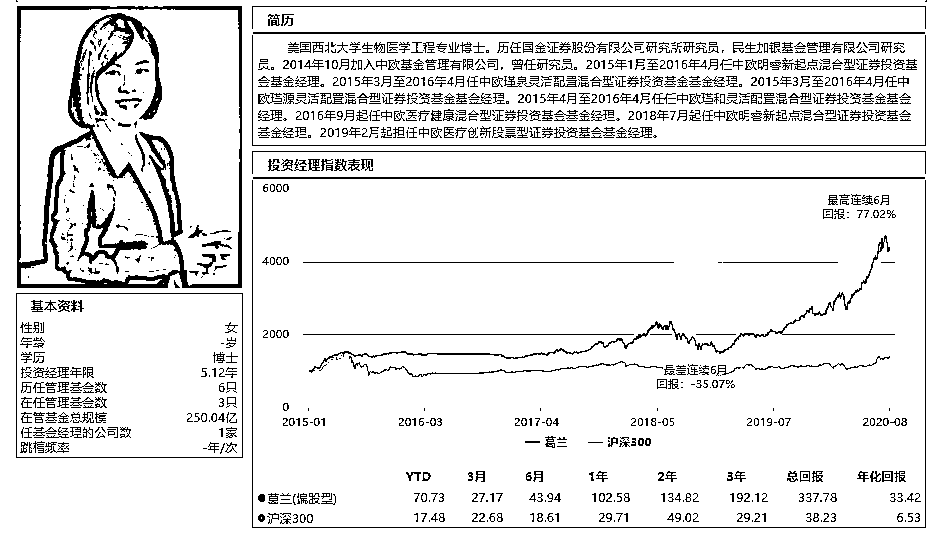 简历
美国西北大学生物医学工程专业博士。历任国金证券股份有限公司研究所研究员，民生加银基金管理有限公司研究
员。2014年10月加入中欧基金管理有限公司，曾任研究员。2015年1月至2016年4月任中欧明睿新起点混合型证券投资基
金基金经理。2015年3月至2016年4月任中欧瑾泉灵活配置混合型证券投资基金基金经理。2015年3月至2016年4月任中
欧瑾源灵活配置混合型证券投资基金基金经理。2015年4月至2016年4月任任中欧瑾和灵活配置混合型证券投资基金基金
经理。2016年9月起任中欧医疗健康混合型证券投资基金基金经理。2018年7月起任中欧明睿新起点混合型证券投资基金
基金经理。2019年2月起担任中欧医疗创新股票型证券投资基金基金经理。
投资经理指数表现
6000
4000
2000
0
最高连续6月
回报：77.02%
最差连续6月
回报：-35.07%
2015-01 2016-03 2017-04 2018-05 2019-07 2020-08
葛兰 沪深300
YTD 3月 6月 1年 2年 3年 总回报 年化回报
葛兰(偏股型) 70.73 27.17 43.94 102.58 134.82 192.12 337.78 33.42
沪深300 17.48 22.68 18.61 29.71 49.02 29.21 38.23 6.53
基本资料
性别 女
年龄 -岁
学历 博士
投资经理年限 5.12年
历任管理基金数 6只
在任管理基金数 3只
在管基金总规模 250.04亿
任基金经理的公司数 1家
跳槽频率 -年/次